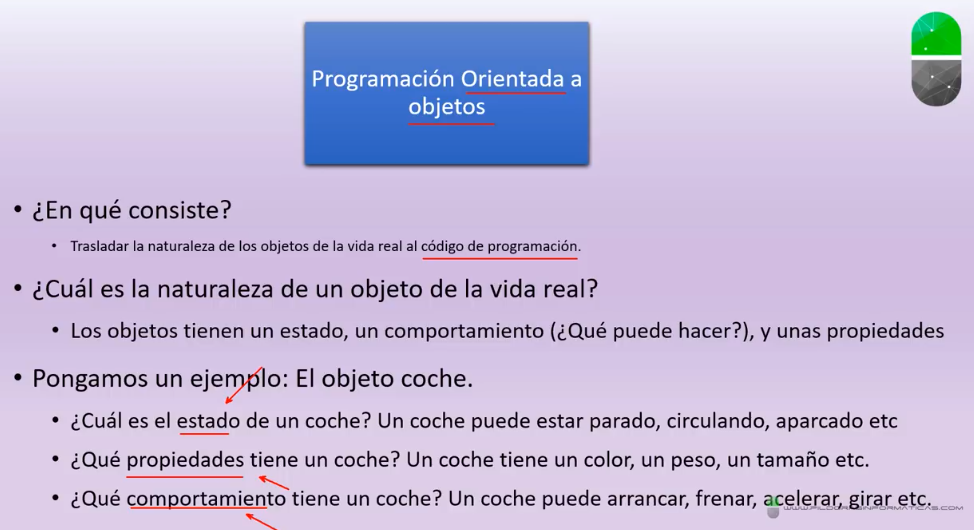 Programación Orientada a
objetos
• ¿En qué consiste?
• Trasladar la naturaleza de los objetos de la vida real al código de programación.
• ¿Cuál es la naturaleza de un objeto de la vida real?
• Los objetos tienen un estado, un comportamiento (¿Qué puede hacer?), y unas propiedades
• Pongamos un ejemplo: El objeto coche.
• ¿Cuál es el estado de un coche? Un coche puede estar parado, circulando, aparcado etc
• ¿Qué propiedades tiene un coche? Un coche tiene un color, un peso, un tamaño etc.
• ¿Qué comportamiento tiene un coche? Un coche puede arrancar, frenar, acelerar, girar etc.
WWW.PILDORASINFORMATICAS.COM